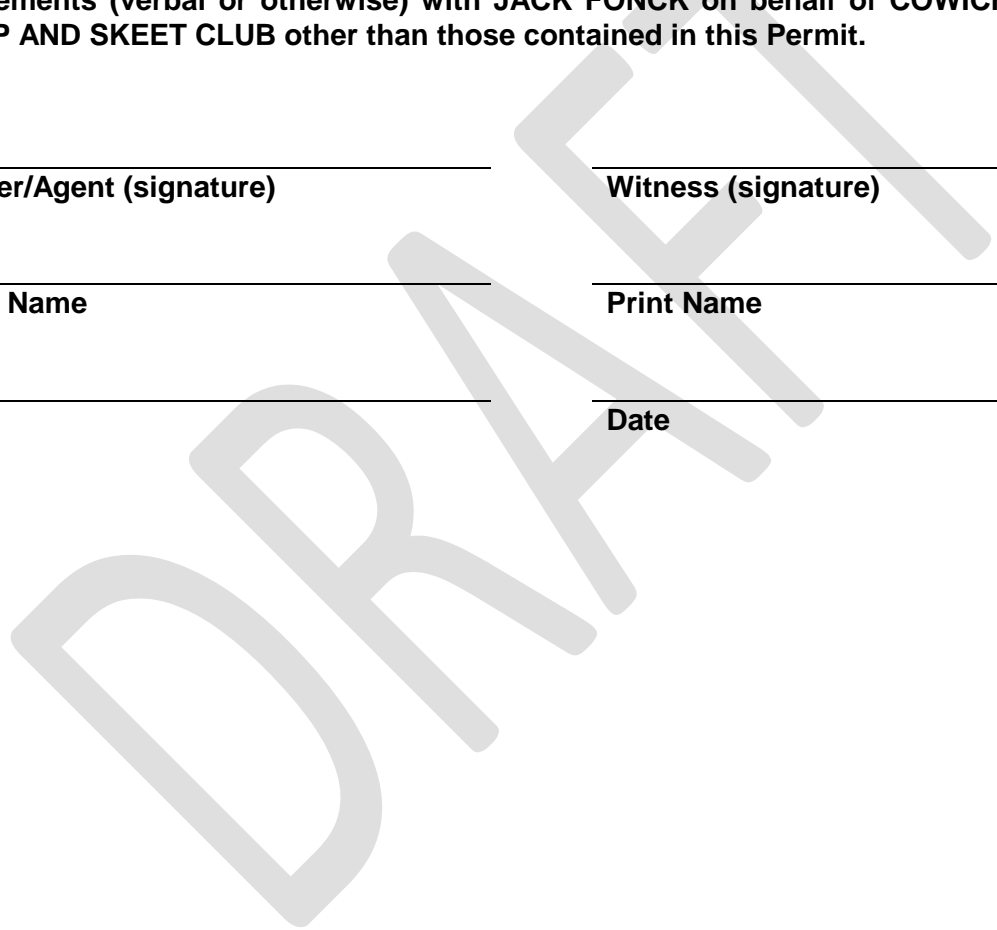 ements (verbal or otherwise) with JACK FONCK on behalf of COWIC
P AND SKEET CLUB other than those contained in this Permit.
er/Agent (signature) Witness (signature)
Name Print Name
Date
DRAFT